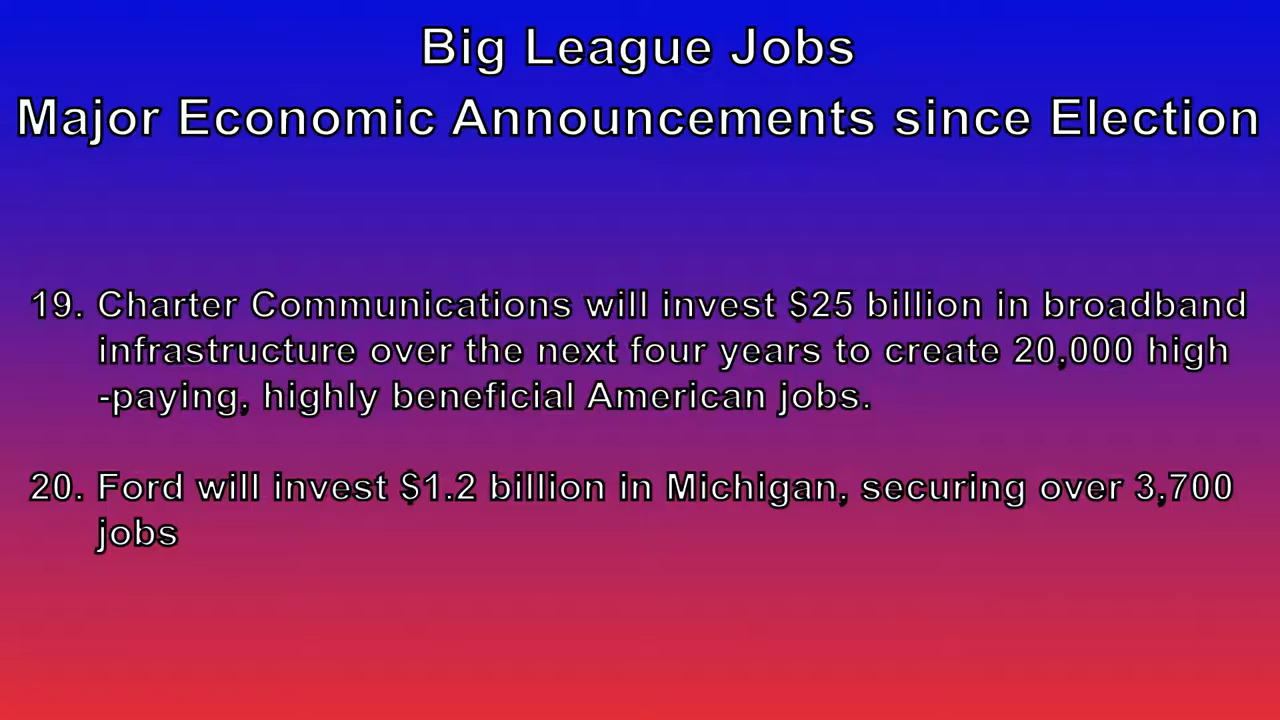 Big League Jobs
Major Economic Announcements since Election
19. Charter Communications will invest $25 billion in broadband
infrastructure over the next four years to create 20,000 high
-paying, highly beneficial American jobs.
20. Ford will invest $1.2 billion in Michigan, securing over 3,700
jobs